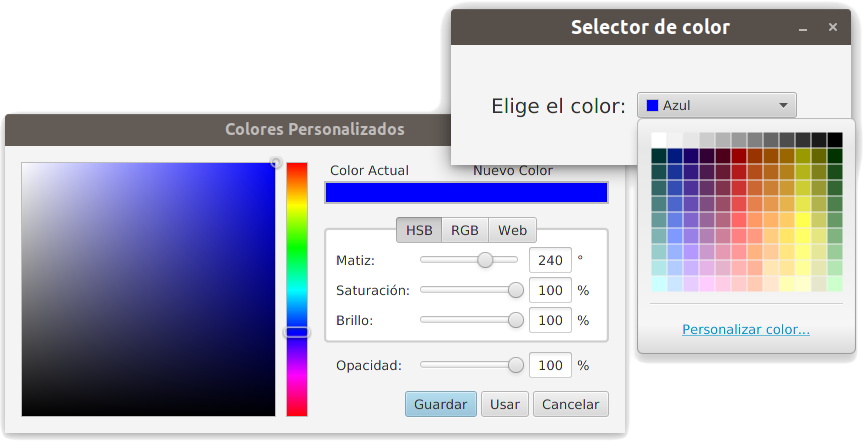 Selector de color
Elige el color:
Azul
Personalizar color...
Colores Personalizados
Color Actual
Nuevo Color
HSB RGB Web
Matiz: 240 °
Saturación: 100 %
Brillo: 100 %
Opacidad: 100 %
Guardar Usar Cancelar